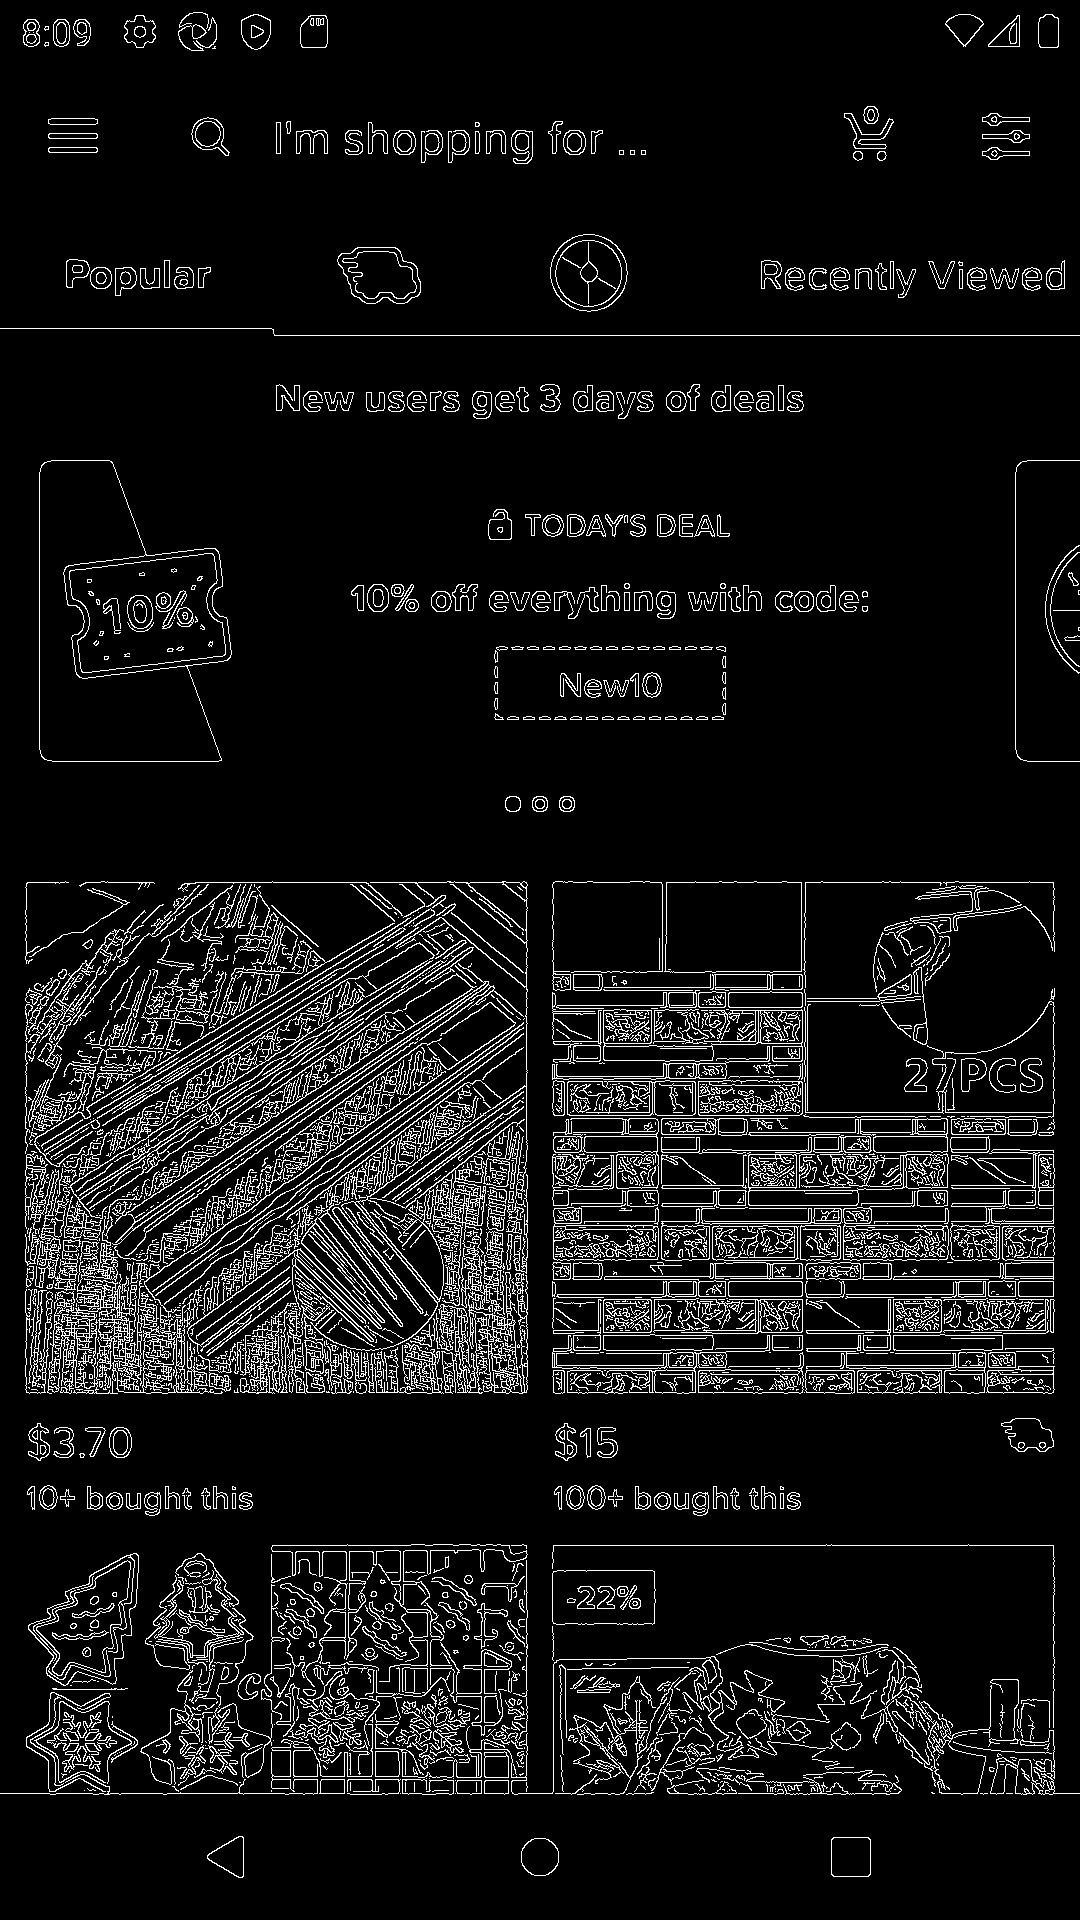 8:09
I'm shopping for ...
0
Popular
Recently Viewed
New users get 3 days of deals
TODAY'S DEAL
10% off everything with code:
10%
New10
27PCS
$3.70
$15
10+ bought this
100+ bought this
-22%
4Pcs/Set